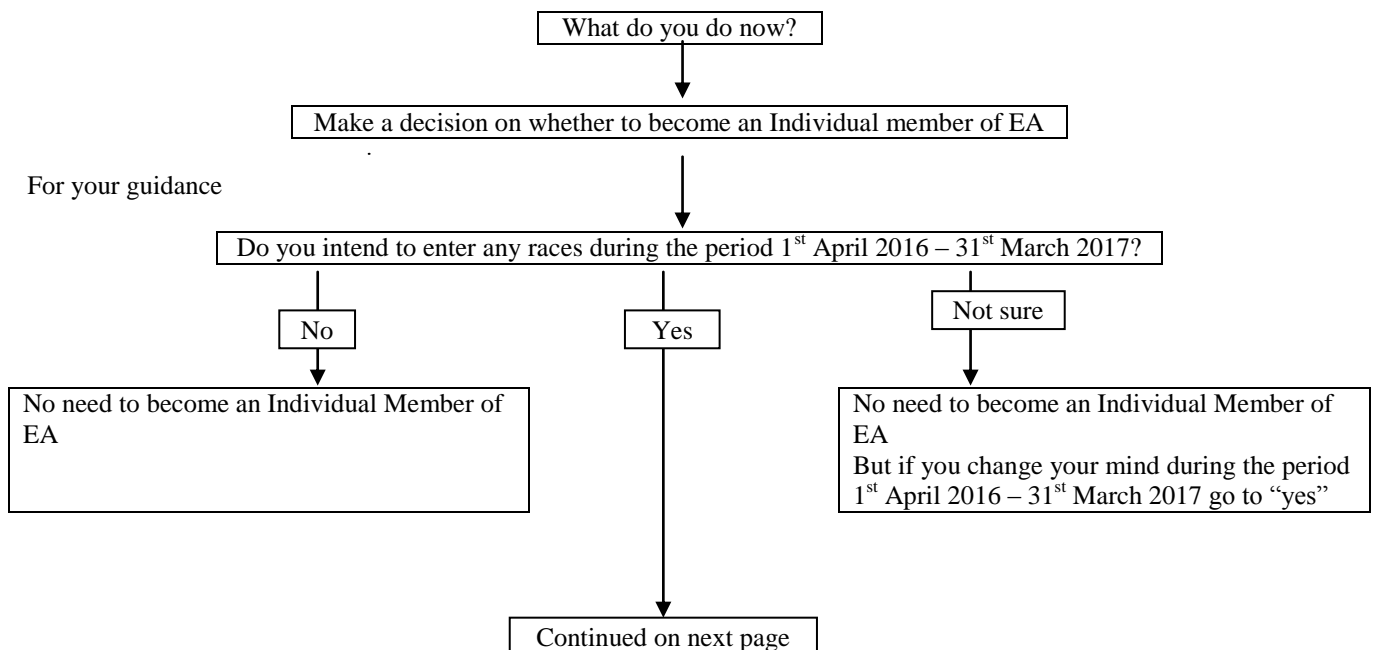 What do you do now?
Make a decision on whether to become an Individual member of EA
.
For your guidance
Do you intend to enter any races during the period 1st April 2016 – 31st March 2017?
No
Yes
Not sure
No need to become an Individual Member of
EA
No need to become an Individual Member of
EA
But if you change your mind during the period
1st April 2016 – 31st March 2017 go to “yes”
Continued on next page